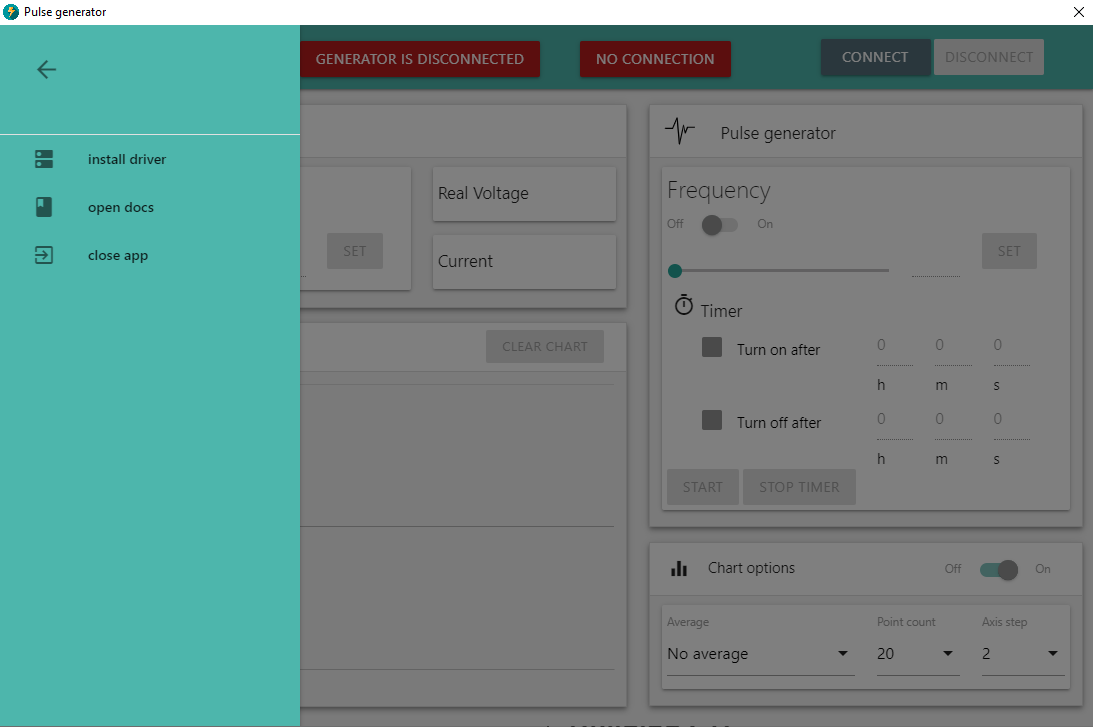 Pulse generator
GENERATOR IS DISCONNECTED
NO CONNECTION
CONNECT
DISCONNECT
install driver
open docs
close app
SET
Real Voltage
Current
CLEAR CHART
Pulse generator
Frequency
Off
On
SET
Timer
Turn on after
0 0 0
h m s
Turn off after
0 0 0
h m s
START
STOP TIMER
Chart options
Off
On
Average
Point count
Axis step
No average
20
2